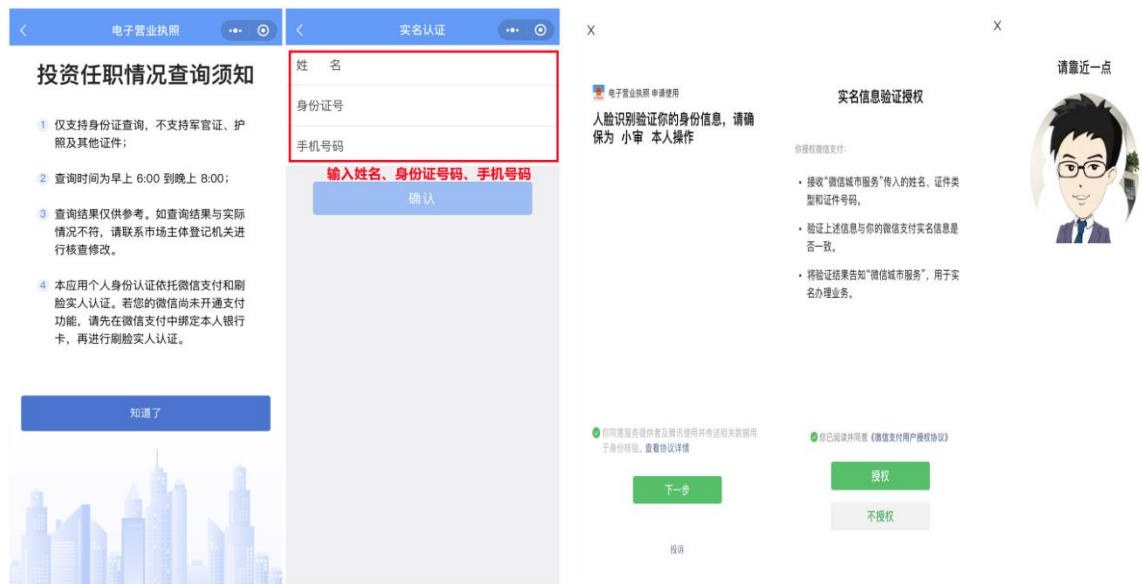 电子营业执照
投资任职情况查询须知
1 仅支持身份证查询，不支持军官证、护
照及其他证件；
2 查询时间为早上 6:00 到晚上 8:00；
3 查询结果仅供参考。如查询结果与实际
情况不符，请联系市场主体登记机关进
行核查修改。
4 本应用个人身份认证依托微信支付和刷
脸实人认证。若您的微信尚未开通支付
功能，请先在微信支付中绑定本人银行
卡，再进行刷脸实人认证。
知道了
实名认证
姓 名
身份证号
手机号码
输入姓名、身份证号码、手机号码
确认
X
电子营业执照 申请使用
人脸识别验证你的身份信息，请确
保为 小审 本人操作
你同意服务提供者及腾讯使用并传送相关数据用
于身份核验。查看协议详情
下一步
投诉
实名信息验证授权
你授权微信支付：
• 接收“微信城市服务”传入的姓名、证件类
型和证件号码。
• 验证上述信息与你的微信支付实名信息是
否一致。
• 将验证结果告知“微信城市服务”，用于实
名办理业务。
你已阅读并同意《微信支付用户授权协议》
授权
不授权
X
请靠近一点